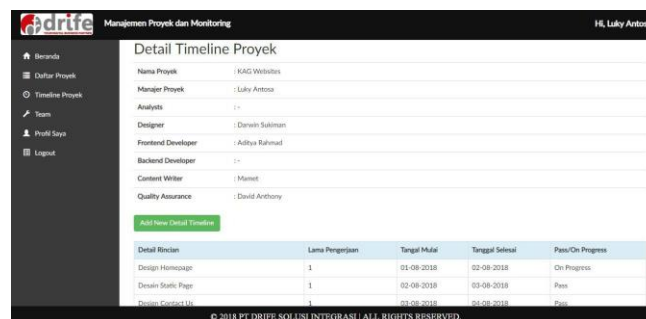 drife
Manajemen Proyek dan Monitoring
Hi, Luky Antos
Beranda
Daftar Proyek
Timeline Proyek
Team
Profil Saya
Logout
Detail Timeline Proyek
Nama Proyek : KAG Websites
Manajer Proyek : Luky Antosa
Analysts : -
Designer : Darwin Sukiman
Frontend Developer : Aditya Rahmad
Backend Developer : -
Content Writer : Mamet
Quality Assurance : David Anthony
Add New Detail Timeline
Detail Rincian Lama Pengerjaan Tangal Mulai Tanggal Selesai Pass/On Progress
Design Homepage 1 01-08-2018 02-08-2018 On Progress
Desain Static Page 1 02-08-2018 03-08-2018 Pass
Design Contact Us 1 03-08-2018 04-08-2018 Pass
© 2018 PT DRIFE SOLUSI INTEGRASI | ALL RIGHTS RESERVED.